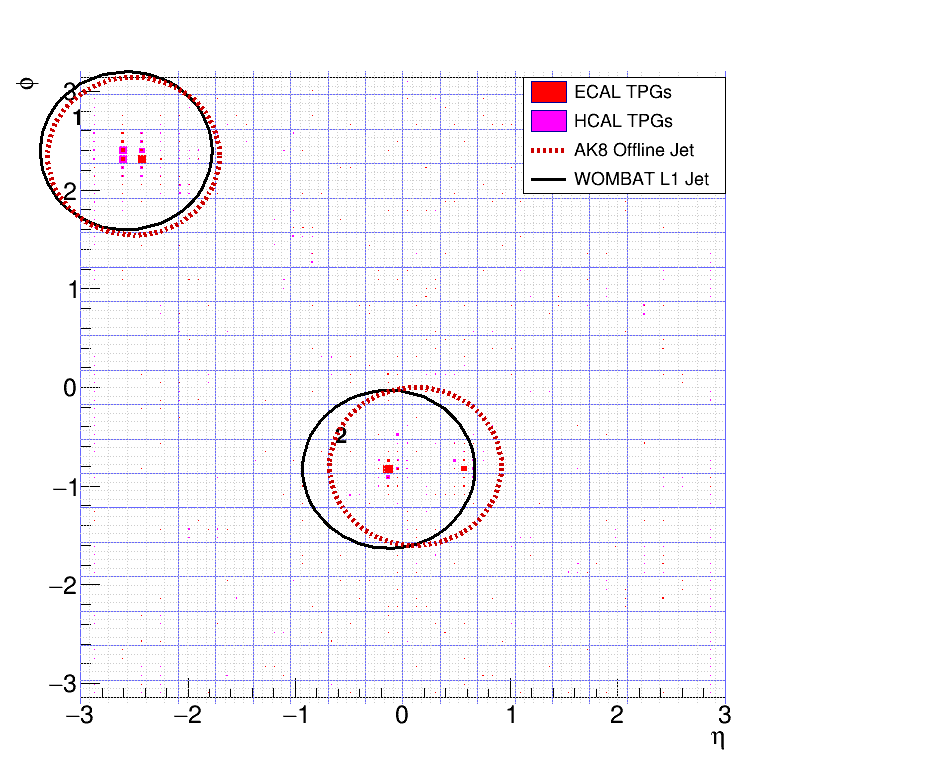 ϕ
3
1
2
1
0
2
−1
−2
−3
ECAL TPGs
HCAL TPGs
AK8 Offline Jet
WOMBAT L1 Jet
−3 −2 −1 0 1 2 3
η